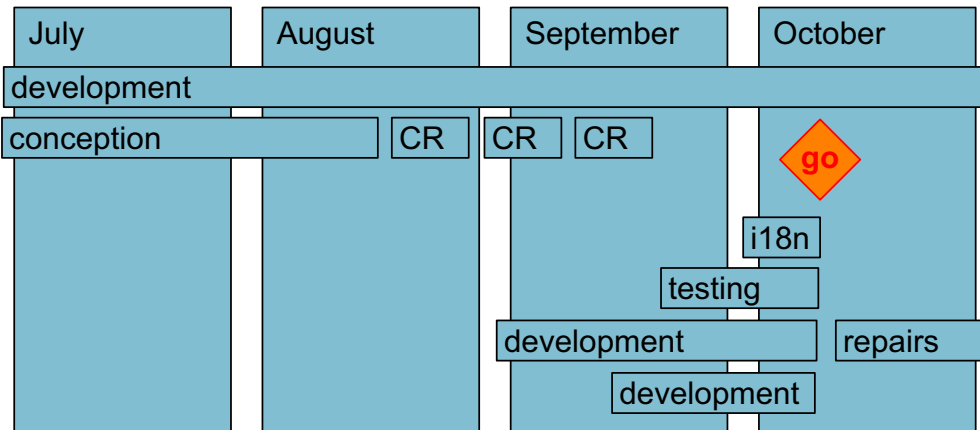 July August September October
development
conception CR CR CR
go
i18n
testing
development repairs
development